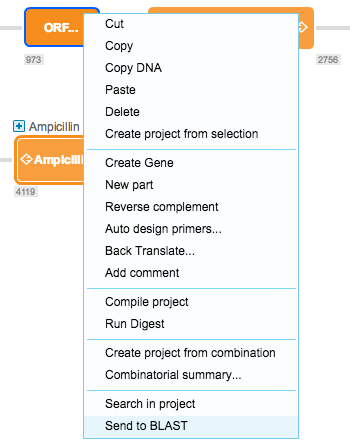 ORF...
Cut
973
2756
Copy
Copy DNA
Paste
Delete
Ampicillin
Create project from selection
Ampicilli
4119
Create Gene
New part
Reverse complement
Auto design primers...
Back Translate...
Add comment
Compile project
Run Digest
Create project from combination
Combinatorial summary...
Search in project
Send to BLAST